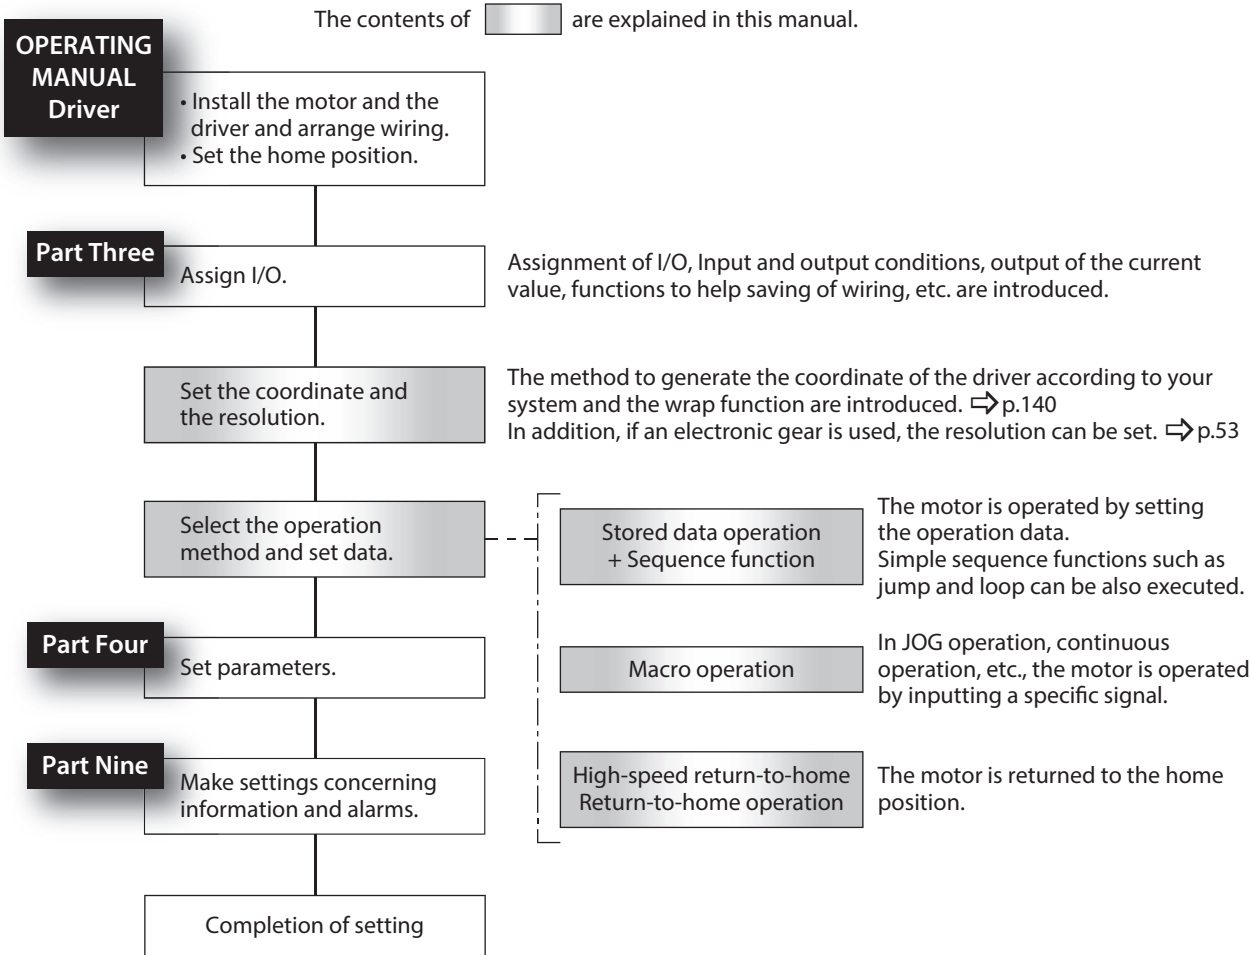 The contents of are explained in this manual.
OPERATING
MANUAL
Driver
• Install the motor and the
driver and arrange wiring.
• Set the home position.
Part Three
Assign I/O.
Assignment of I/O, Input and output conditions, output of the current
value, functions to help saving of wiring, etc. are introduced.
Set the coordinate and
the resolution.
The method to generate the coordinate of the driver according to your
system and the wrap function are introduced. ⇨ p.140
In addition, if an electronic gear is used, the resolution can be set. ⇨ p.53
Select the operation
method and set data.
Stored data operation
+ Sequence function
The motor is operated by setting
the operation data.
Simple sequence functions such as
jump and loop can be also executed.
Part Four
Set parameters.
Macro operation
In JOG operation, continuous
operation, etc., the motor is operated
by inputting a specific signal.
Part Nine
Make settings concerning
information and alarms.
High-speed return-to-home
Return-to-home operation
The motor is returned to the home
position.
Completion of setting